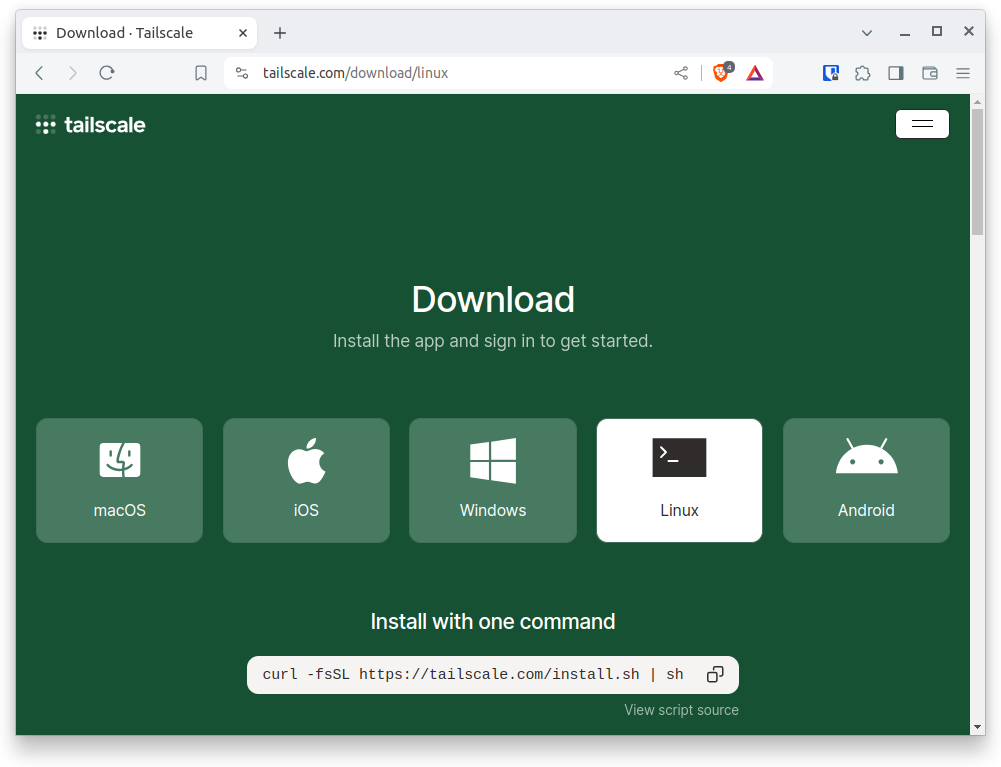 Download · Tailscale
tailscale.com/download/linux
4
tailscale
Download
Install the app and sign in to get started.
macOS
iOS
Windows
>_
Linux
Android
Install with one command
curl -fsSL https://tailscale.com/install.sh | sh
View script source